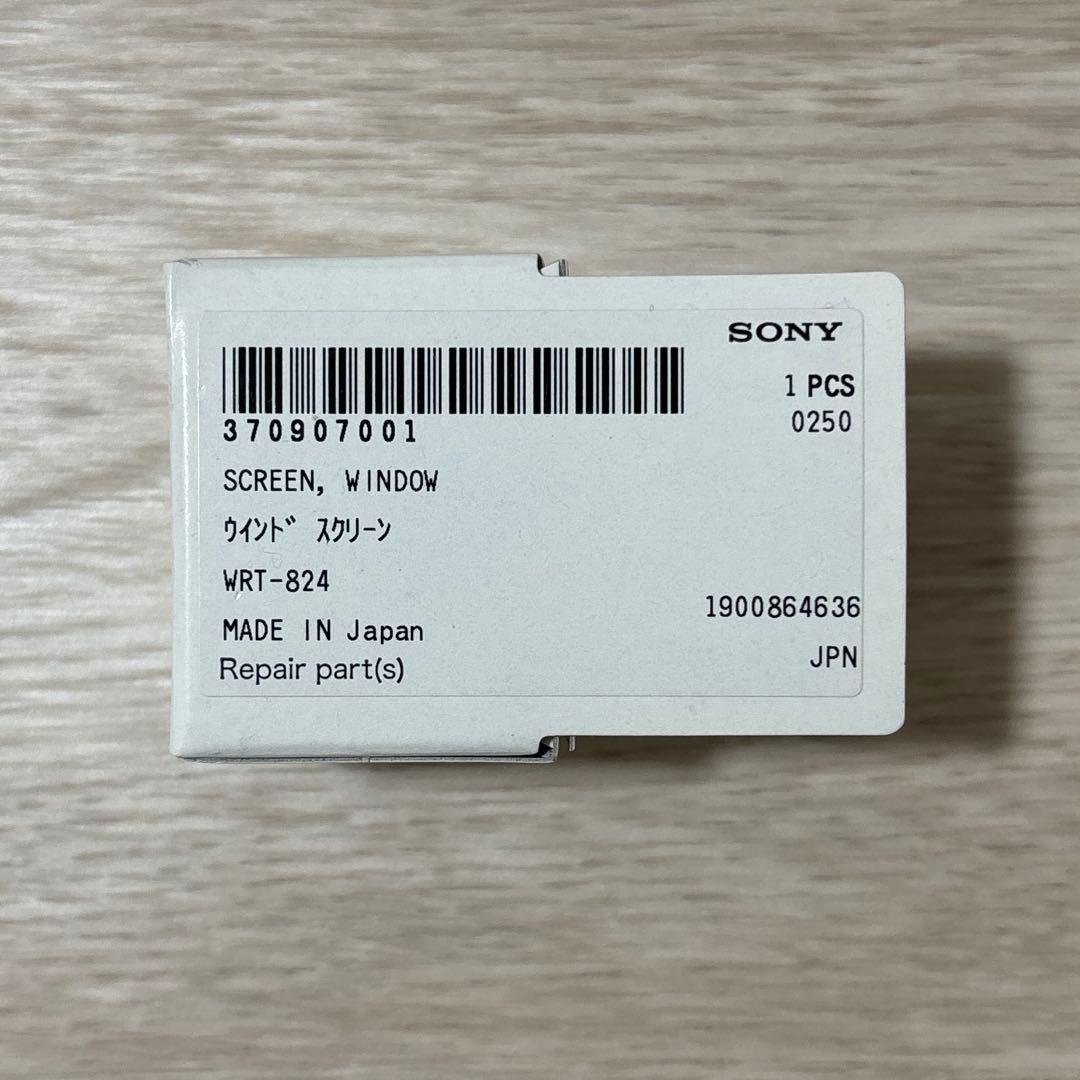 SONY
1 PCS
0250
370907001
SCREEN, WINDOW
ｳｲﾝﾄﾞ ｽｸﾘｰﾝ
WRT-824
1900864636
MADE IN Japan
JPN
Repair part(s)